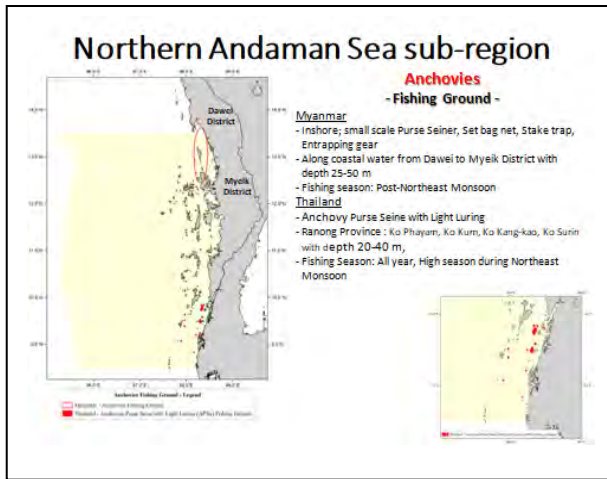 Northern Andaman Sea sub-region
Anchovies
- Fishing Ground -
Myanmar
- Inshore; small scale Purse Seiner, Set bag net, Stake trap,
Entrapping gear
- Along coastal water from Dawei to Myeik District with
depth 25-50 m
- Fishing season: Post-Northeast Monsoon
Thailand
- Anchovy Purse Seine with Light Luring
- Ranong Province : Ko Phayam, Ko Kum, Ko Kang-kao, Ko Surin
with depth 20-40 m,
- Fishing Season: All year, High season during Northeast
Monsoon
Dawei
District
Myeik
District
Anchovies Fishing Ground - Legend